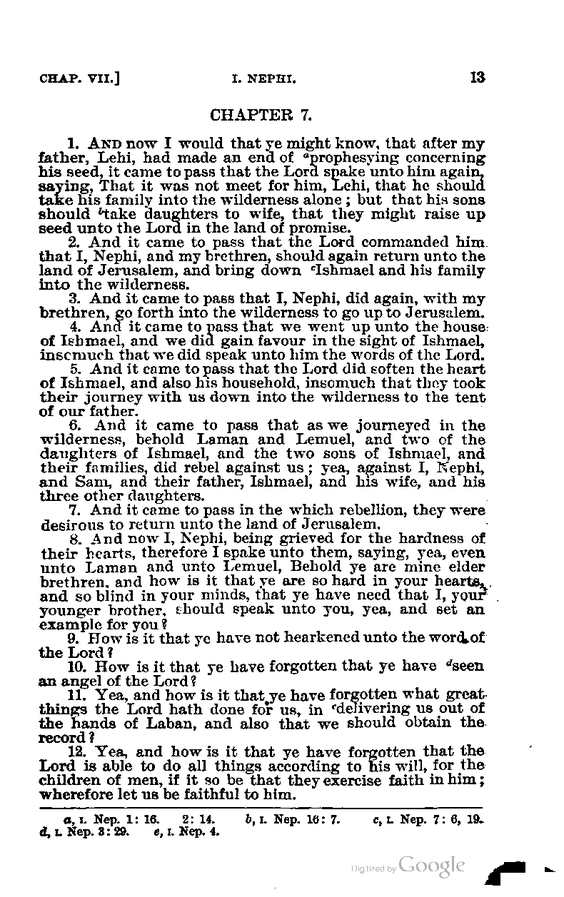 CHAP. VII.] I. NEPHI. 13
CHAPTER 7.
1. AND now I would that ye might know, that after my
father, Lehi, had made an end of ᵃprophesying concerning
his seed, it came to pass that the Lord spake unto him again,
saying, That it was not meet for him, Lehi, that he should
take his family into the wilderness alone; but that his sons
should ᵇtake daughters to wife, that they might raise up
seed unto the Lord in the land of promise.
2. And it came to pass that the Lord commanded him
that I, Nephi, and my brethren, should again return unto the
land of Jerusalem, and bring down ᶜIshmael and his family
into the wilderness.
3. And it came to pass that I, Nephi, did again, with my
brethren, go forth into the wilderness to go up to Jerusalem.
4. And it came to pass that we went up unto the house
of Ishmael, and we did gain favour in the sight of Ishmael,
insomuch that we did speak unto him the words of the Lord.
5. And it came to pass that the Lord did soften the heart
of Ishmael, and also his household, insomuch that they took
their journey with us down into the wilderness to the tent
of our father.
6. And it came to pass that as we journeyed in the
wilderness, behold Laman and Lemuel, and two of the
daughters of Ishmael, and the two sons of Ishmael, and
their families, did rebel against us; yea, against I, Nephi,
and Sam, and their father, Ishmael, and his wife, and his
three other daughters.
7. And it came to pass in the which rebellion, they were
desirous to return unto the land of Jerusalem.
8. And now I, Nephi, being grieved for the hardness of
their hearts, therefore I spake unto them, saying, yea, even
unto Laman and unto Lemuel, Behold ye are mine elder
brethren, and how is it that ye are so hard in your hearts,
and so blind in your minds, that ye have need that I, your
younger brother, should speak unto you, yea, and set an
example for you?
9. How is it that ye have not hearkened unto the word of
the Lord?
10. How is it that ye have forgotten that ye have ᵈseen
an angel of the Lord?
11. Yea, and how is it that ye have forgotten what great
things the Lord hath done for us, in ᵉdelivering us out of
the hands of Laban, and also that we should obtain the
record?
12. Yea, and how is it that ye have forgotten that the
Lord is able to do all things according to his will, for the
children of men, if it so be that they exercise faith in him;
wherefore let us be faithful to him.
a, I. Nep. 1: 16. 2: 14. b, I. Nep. 16: 7. c, I. Nep. 7: 6, 19.
d, I. Nep. 3: 29. e, I. Nep. 4.
Digitized by Google